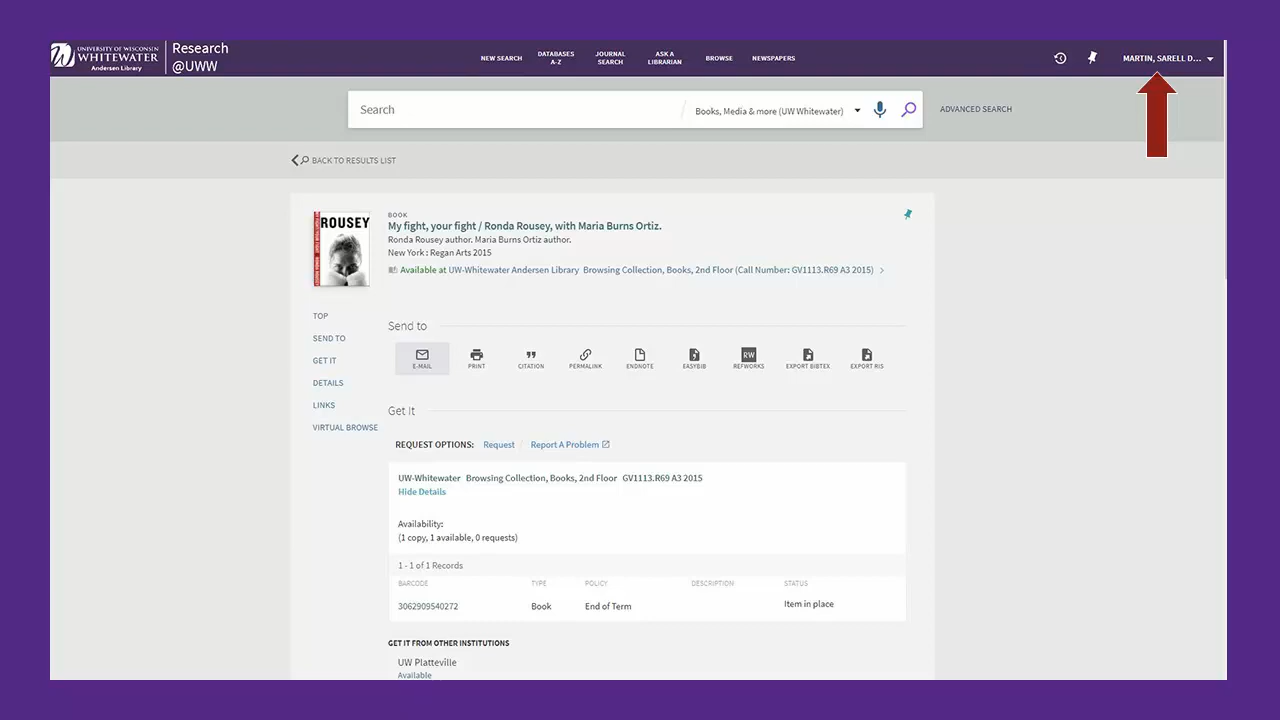 UNIVERSITY OF WISCONSIN
WHITEWATER
Andersen Library
Research
@UWW
NEW SEARCH
DATABASES
A-Z
JOURNAL
SEARCH
ASK A
LIBRARIAN
BROWSE
NEWSPAPERS
MARTIN, SARELL D...
Search
Books, Media & more (UW Whitewater)
ADVANCED SEARCH
BACK TO RESULTS LIST
ROUSEY
BOOK
My fight, your fight / Ronda Rousey, with Maria Burns Ortiz.
Ronda Rousey author. Maria Burns Ortiz author.
New York : Regan Arts 2015
Available at UW-Whitewater Andersen Library Browsing Collection, Books, 2nd Floor (Call Number: GV1113.R69 A3 2015)
TOP
SEND TO
GET IT
DETAILS
LINKS
VIRTUAL BROWSE
Send to
E-MAIL
PRINT
CITATION
PERMALINK
ENDNOTE
EASYBIB
RW
REFWORKS
EXPORT BIBTEX
EXPORT RIS
Get It
REQUEST OPTIONS: Request Report A Problem
UW-Whitewater Browsing Collection, Books, 2nd Floor GV1113.R69 A3 2015
Hide Details
Availability:
(1 copy, 1 available, 0 requests)
1 - 1 of 1 Records
BARCODE TYPE POLICY DESCRIPTION STATUS
3062909540272 Book End of Term Item in place
GET IT FROM OTHER INSTITUTIONS
UW Platteville
Available